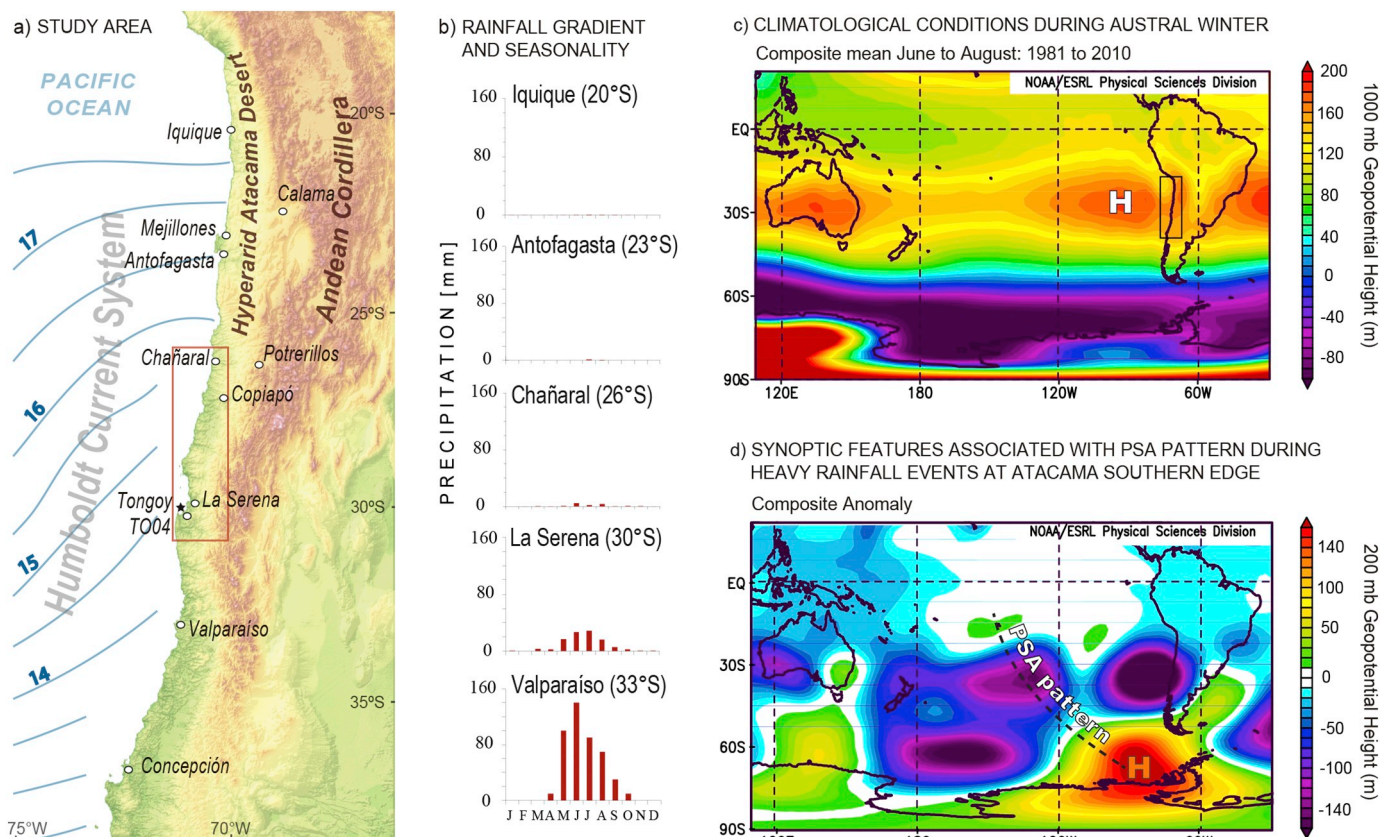 a) STUDY AREA
PACIFIC
OCEAN
Iquique
20°S
Hyperarid Atacama Desert
Andean Cordillera
Calama
17
Mejillones
Antofagasta
25°S
Humboldt Current System
Chañaral
Potrerillos
16
Copiapó
Tongoy
La Serena
30°S
TO04
15
Valparaíso
14
35°S
Concepción
75°W
70°W
b) RAINFALL GRADIENT
AND SEASONALITY
PRECIPITATION [mm]
160
Iquique (20°S)
80
0
160
Antofagasta (23°S)
80
0
160
Chañaral (26°S)
80
0
160
La Serena (30°S)
80
0
160
Valparaíso (33°S)
80
0
J F M A M J J A S O N D
c) CLIMATOLOGICAL CONDITIONS DURING AUSTRAL WINTER
Composite mean June to August: 1981 to 2010
NOAA/ESRL Physical Sciences Division
EQ
30S
60S
90S
H
120E
180
120W
60W
200
160
120
80
40
0
-40
-80
1000 mb Geopotential Height (m)
d) SYNOPTIC FEATURES ASSOCIATED WITH PSA PATTERN DURING
HEAVY RAINFALL EVENTS AT ATACAMA SOUTHERN EDGE
Composite Anomaly
NOAA/ESRL Physical Sciences Division
EQ
30S
60S
90S
PSA pattern
H
140
100
50
0
-50
-100
-140
200 mb Geopotential Height (m)